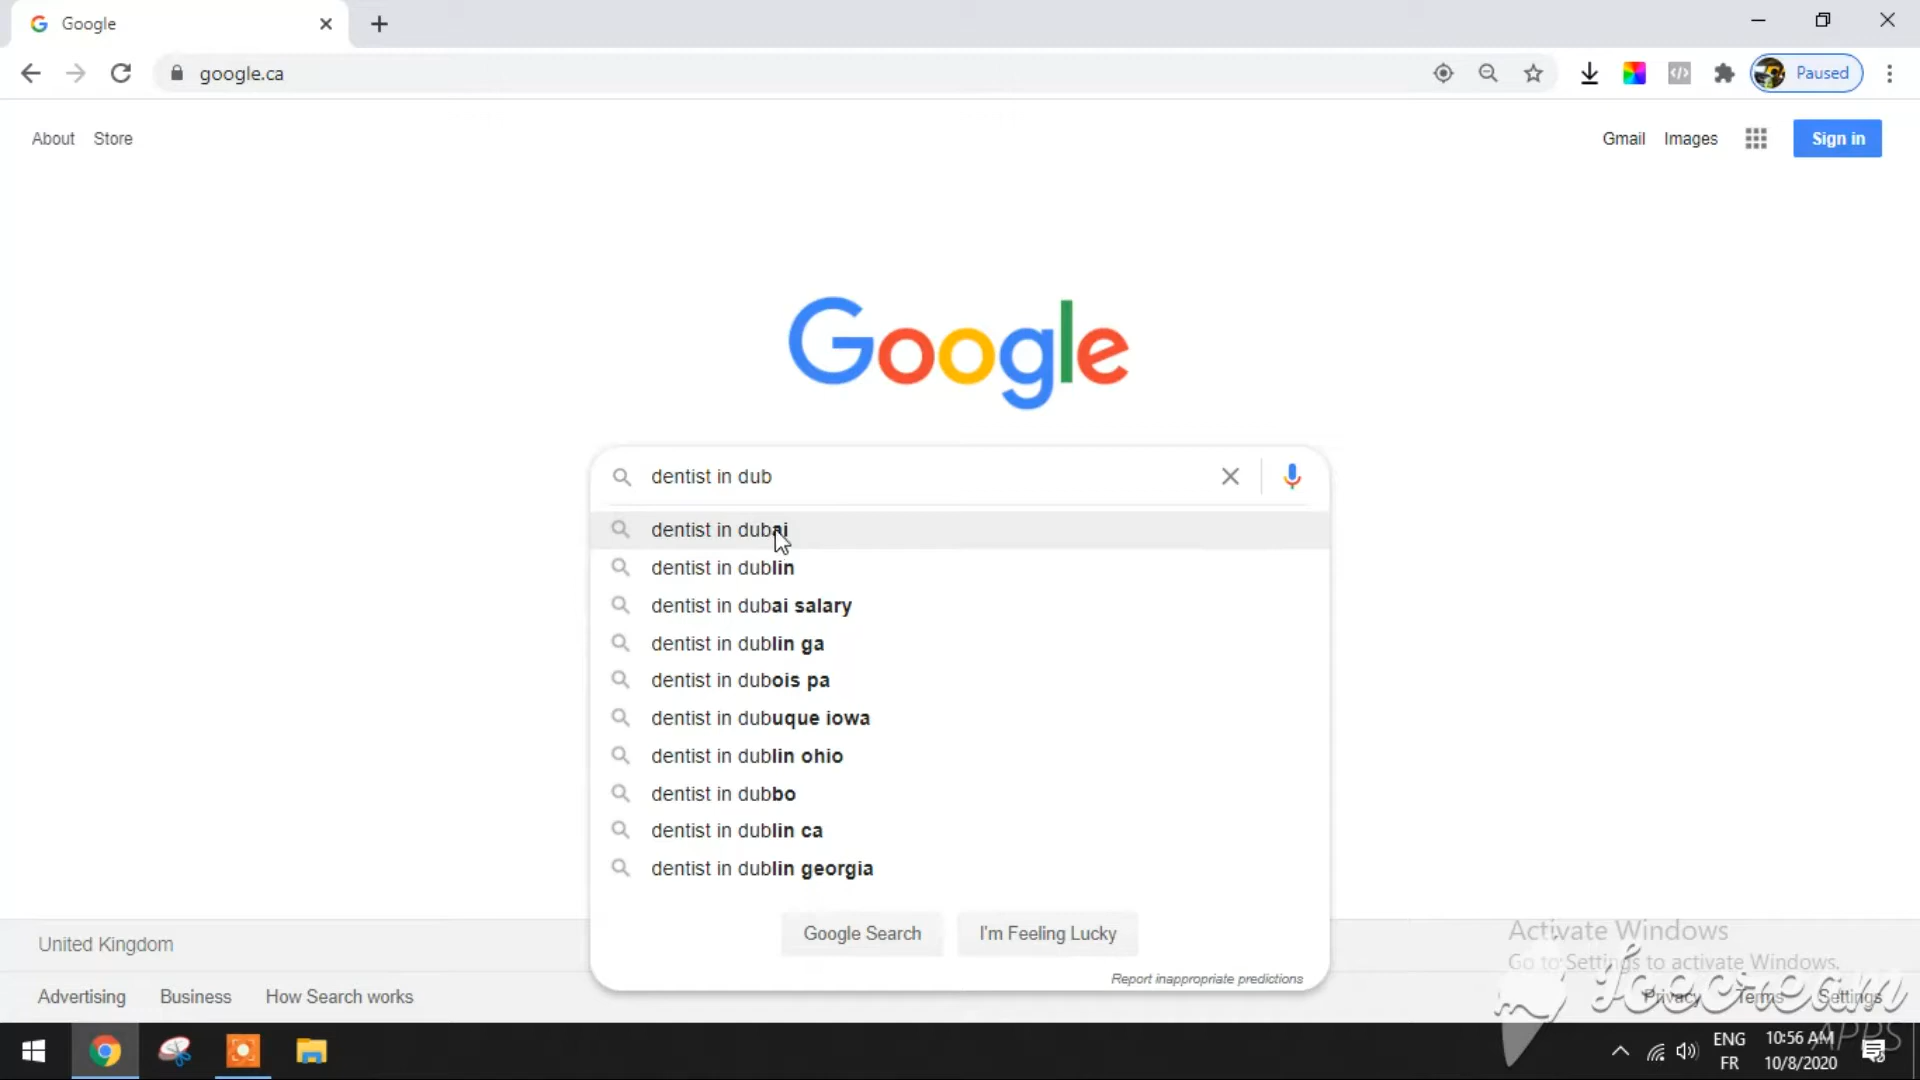 Google
google.ca
Paused
About Store
Gmail Images Sign in
Google
dentist in dub
dentist in dubai
dentist in dublin
dentist in dubai salary
dentist in dublin ga
dentist in dubois pa
dentist in dubuque iowa
dentist in dublin ohio
dentist in dubbo
dentist in dublin ca
dentist in dublin georgia
Google Search I'm Feeling Lucky
Report inappropriate predictions
United Kingdom
Activate Windows
Go to Settings to activate Windows.
Advertising Business How Search works
Privacy Terms Settings
Icecream
APPS
ENG
FR
10:56 AM
10/8/2020